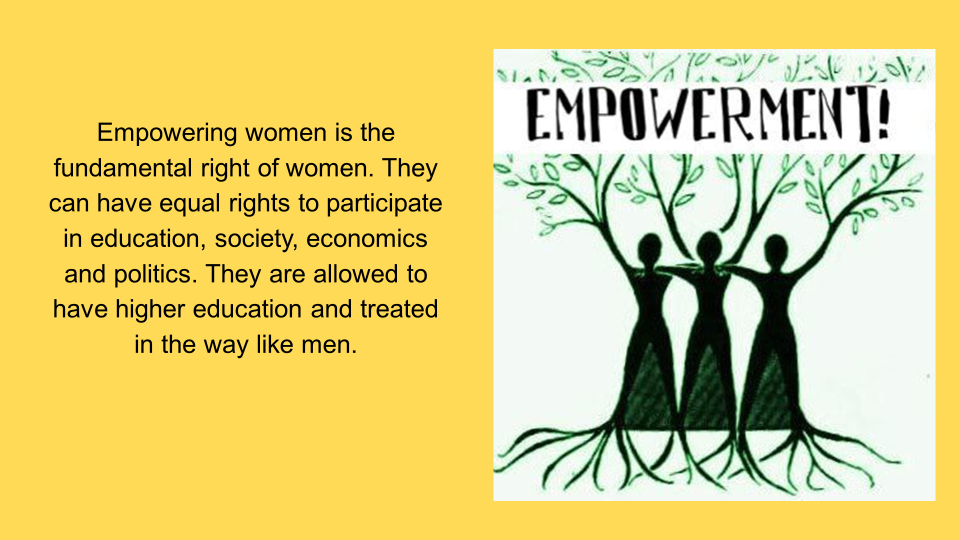 Empowering women is the
fundamental right of women. They
can have equal rights to participate
in education, society, economics
and politics. They are allowed to
have higher education and treated
in the way like men.
EMPOWERMENT!